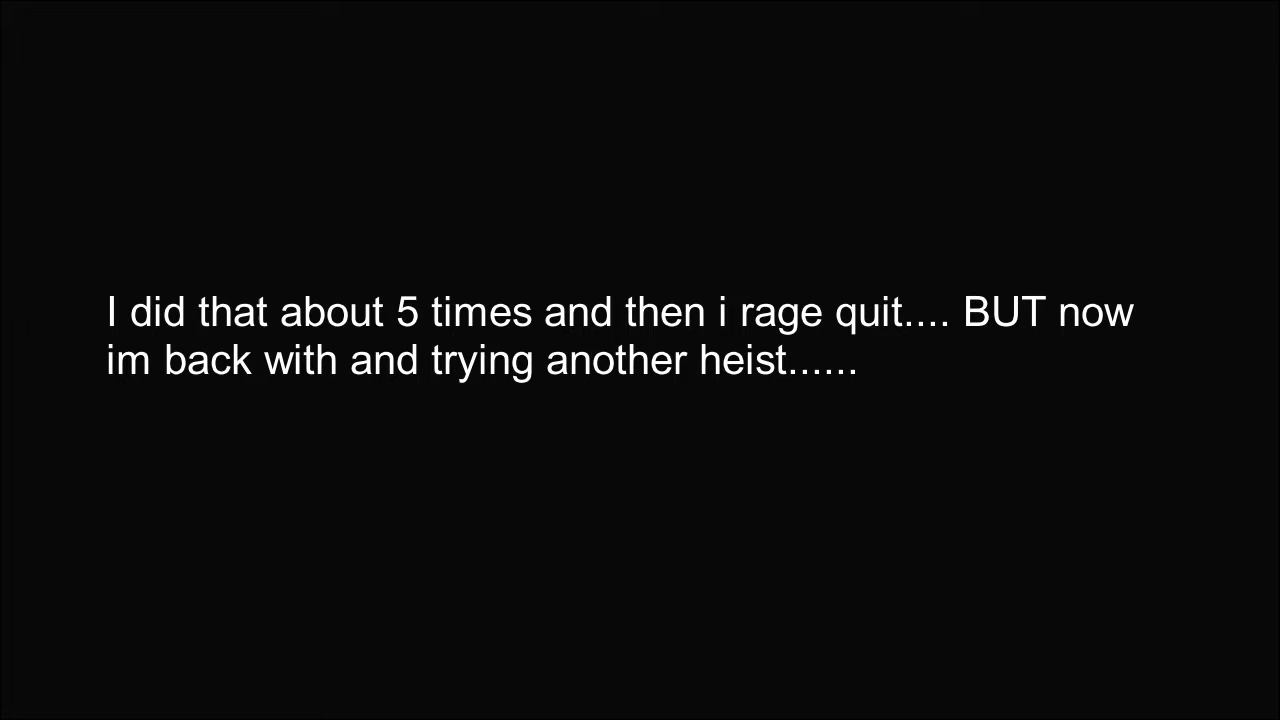 I did that about 5 times and then i rage quit.... BUT now
im back with and trying another heist......